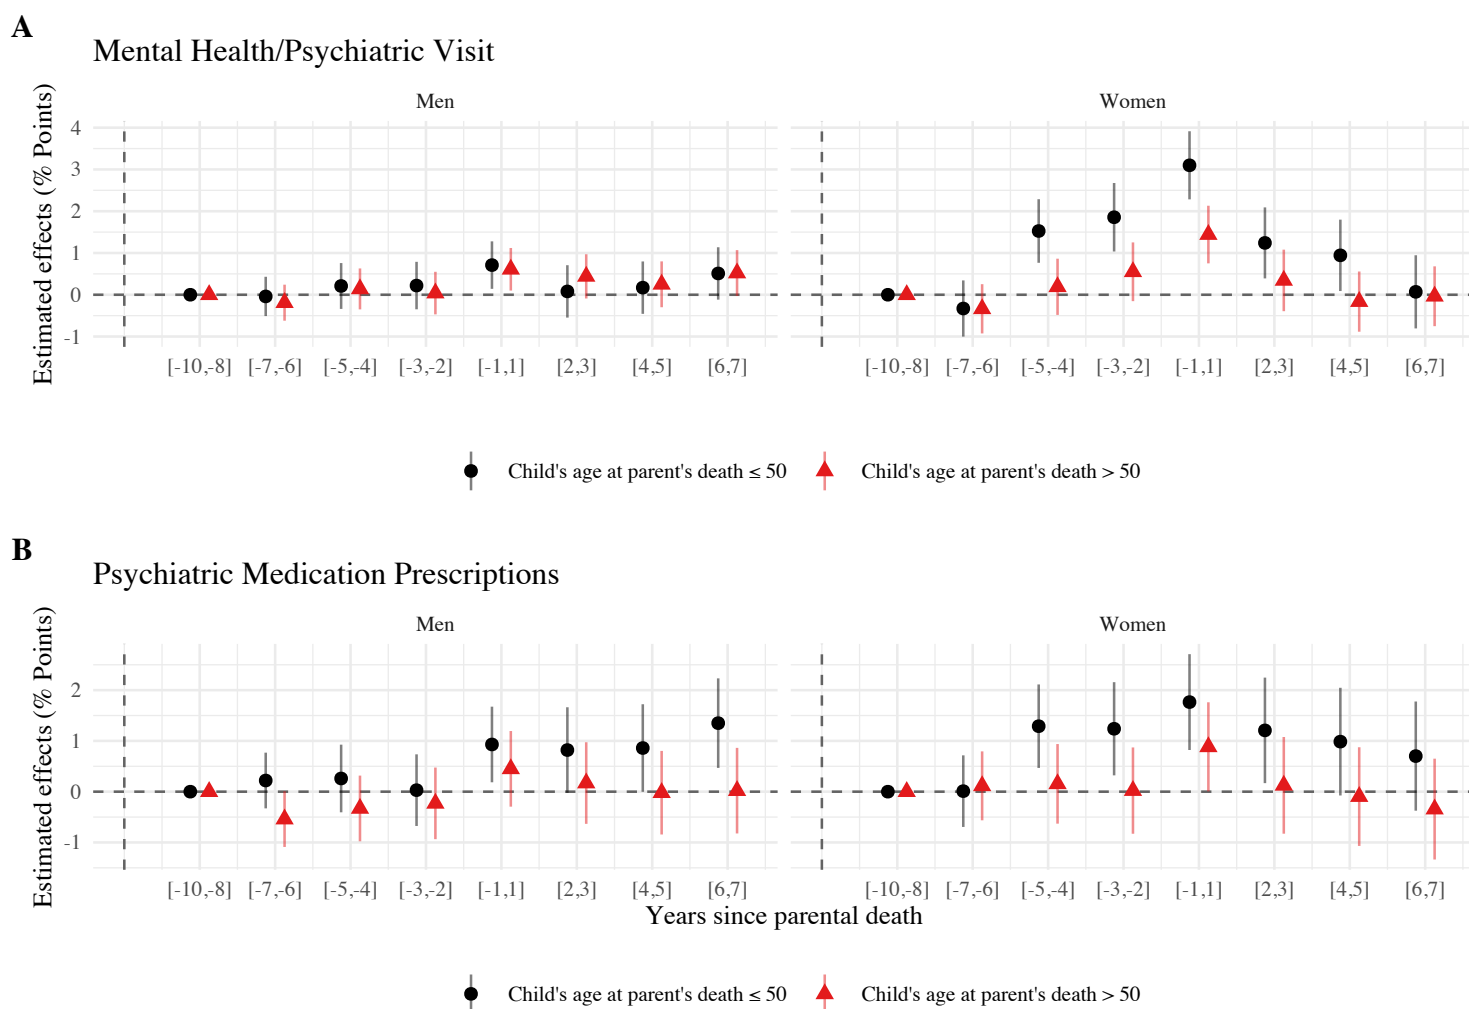 A
Mental Health/Psychiatric Visit
Men
Women
Estimated effects (% Points)
4
3
2
1
0
-1
[-10,-8] [-7,-6] [-5,-4] [-3,-2] [-1,1] [2,3] [4,5] [6,7]
[-10,-8] [-7,-6] [-5,-4] [-3,-2] [-1,1] [2,3] [4,5] [6,7]
Child's age at parent's death ≤ 50 Child's age at parent's death > 50
B
Psychiatric Medication Prescriptions
Men
Women
Estimated effects (% Points)
2
1
0
-1
[-10,-8] [-7,-6] [-5,-4] [-3,-2] [-1,1] [2,3] [4,5] [6,7]
[-10,-8] [-7,-6] [-5,-4] [-3,-2] [-1,1] [2,3] [4,5] [6,7]
Years since parental death
Child's age at parent's death ≤ 50 Child's age at parent's death > 50